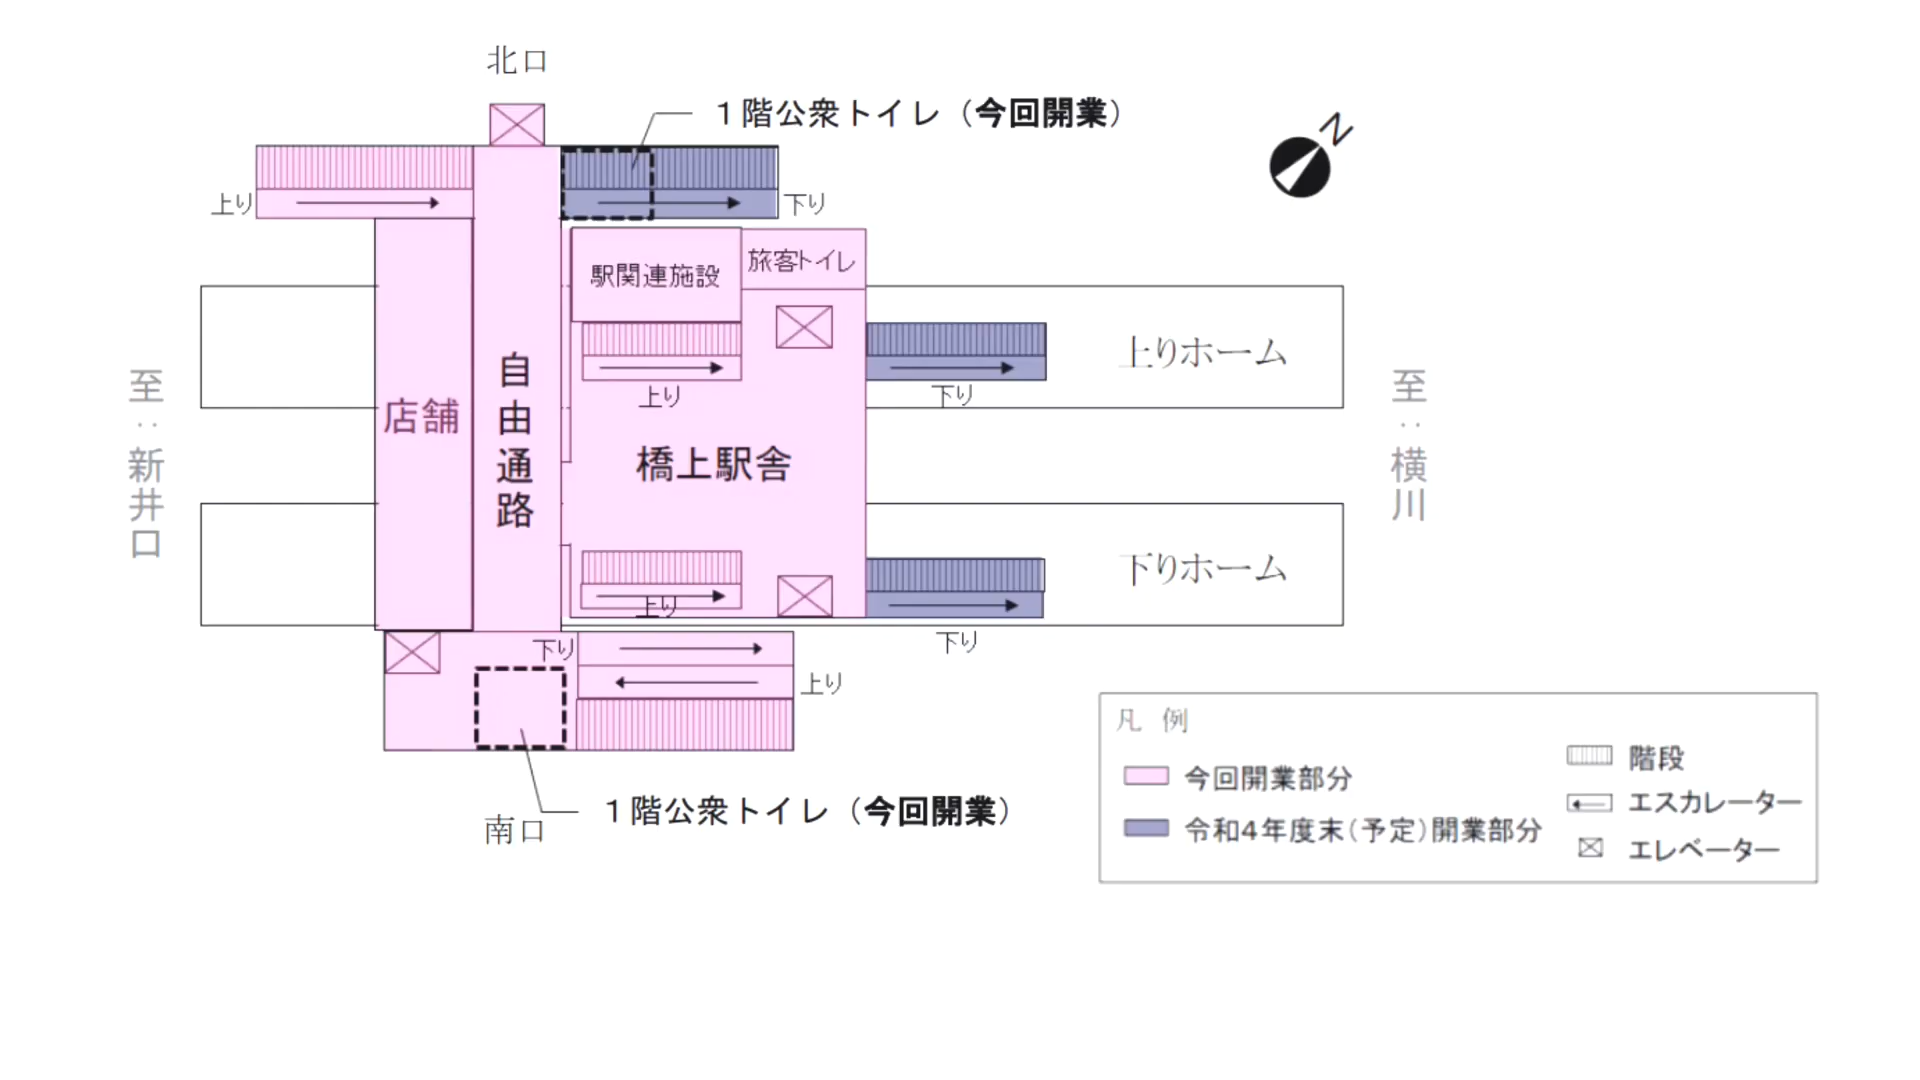 北口
1階公衆トイレ（今回開業）
N
上り
下り
駅関連施設
旅客トイレ
上り
下り
上りホーム
至：新井口
店舗
自由通路
橋上駅舎
至：横川
上り
下り
下りホーム
下り
上り
1階公衆トイレ（今回開業）
南口
凡 例
今回開業部分
令和4年度末（予定）開業部分
階段
エスカレーター
エレベーター